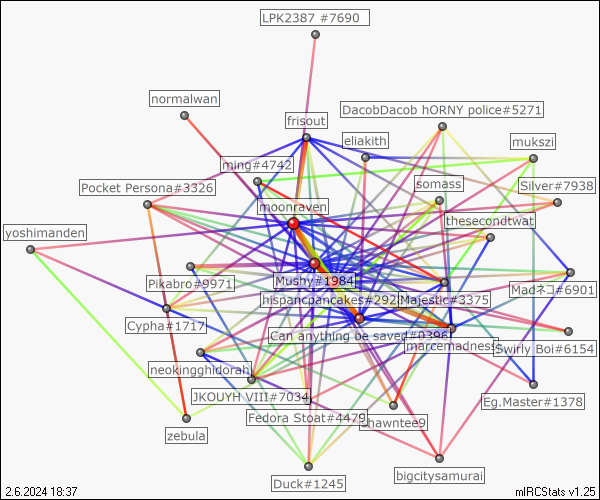 LPK2387 #7690
normalwan
DacobDacob hORNY police#5271
frisout
eliakith
mukszi
ming#4742
somass
Silver#7938
Pocket Persona#3326
moonraven
thesecondtwat
yoshimanden
Mushy#1984
Pikabro#9971
Madネコ#6901
hispancpancakes#292
Majestic#3375
Cypha#1717
Can anything be saved#0396
marcemadness
Swirly Boi#6154
neokingghldorah
JKOUYH VIII#7034
Eg.Master#1378
Fedora Stoat#4479
shawntee9
zebula
bigcitysamurai
Duck#1245
2.6.2024 18:37
mIRCStats v1.25